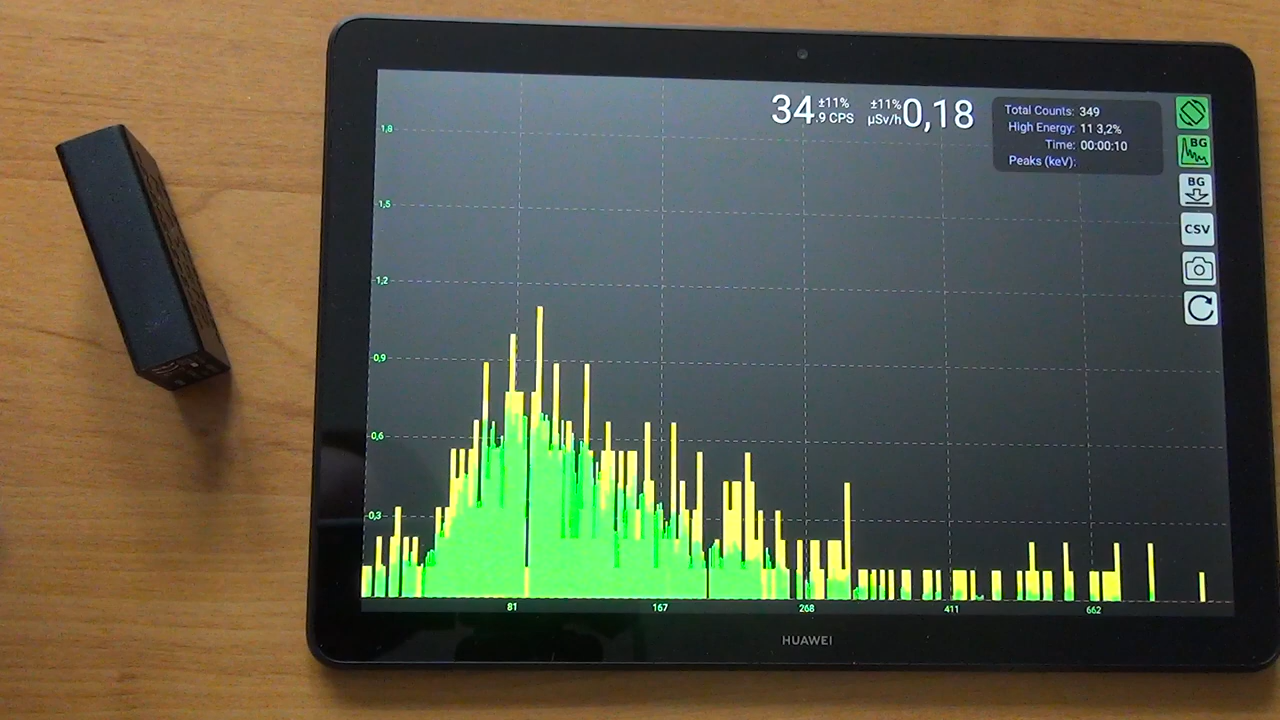 34 ±11% .9 CPS
±11% µSv/h 0,18
Total Counts: 349
High Energy: 11 3,2%
Time: 00:00:10
Peaks (keV):
BG
BG
CSV
1,8
1,5
1,2
0,9
0,6
0,3
81 167 268 411 662
HUAWEI